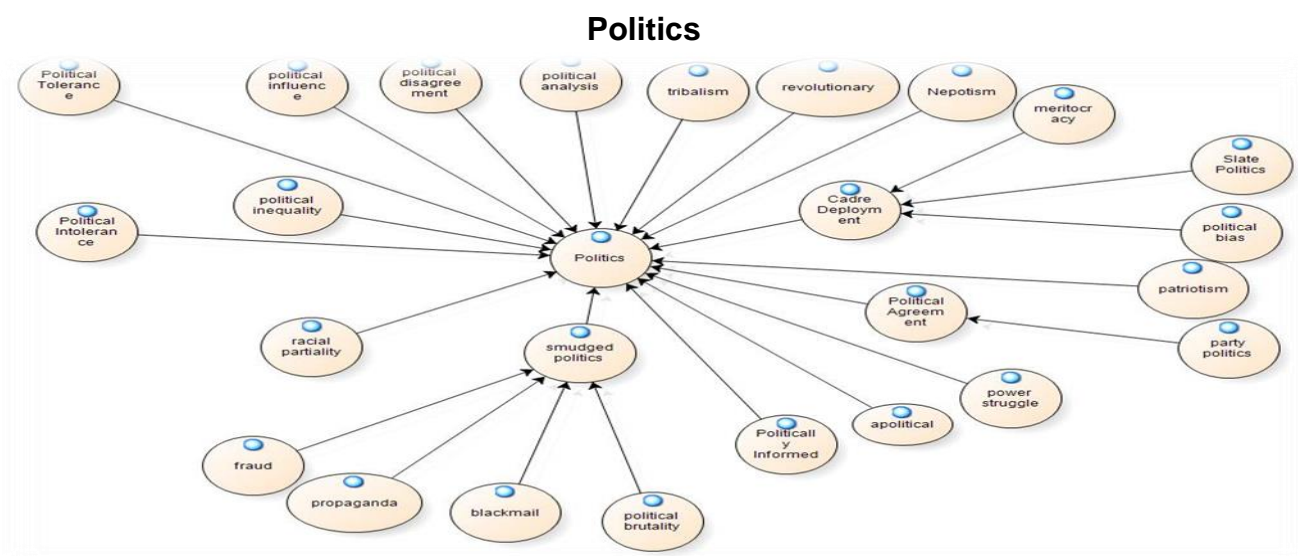 Politics
Political
Toleranc
e
political
influenc
e
political
disagree
ment
political
analysis
tribalism
revolutionary
Nepotism
meritocr
acy
Slate
Politics
political
inequality
Cadre
Deploym
ent
Political
Intoleran
ce
political
bias
Politics
patriotism
Political
Agreem
ent
racial
partiality
smudged
politics
party
politics
power
struggle
apolitical
Politicall
y
Informed
fraud
propaganda
blackmail
political
brutality